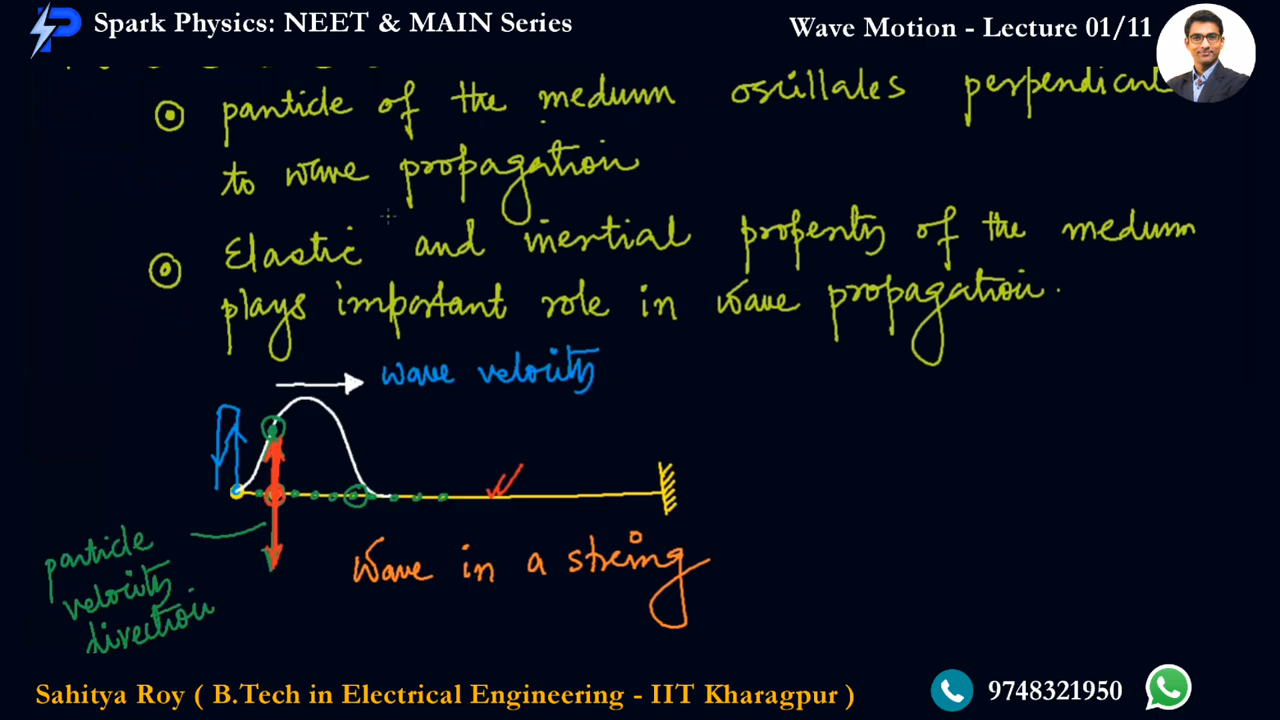 Spark Physics: NEET & MAIN Series
Wave Motion - Lecture 01/11
particle of the medium oscillates perpendicul
to wave propagation
Elastic and inertial property of the medium
plays important role in wave propagation.
wave velocity
particle
velocity
direction
Wave in a string
Sahitya Roy ( B.Tech in Electrical Engineering - IIT Kharagpur )
9748321950